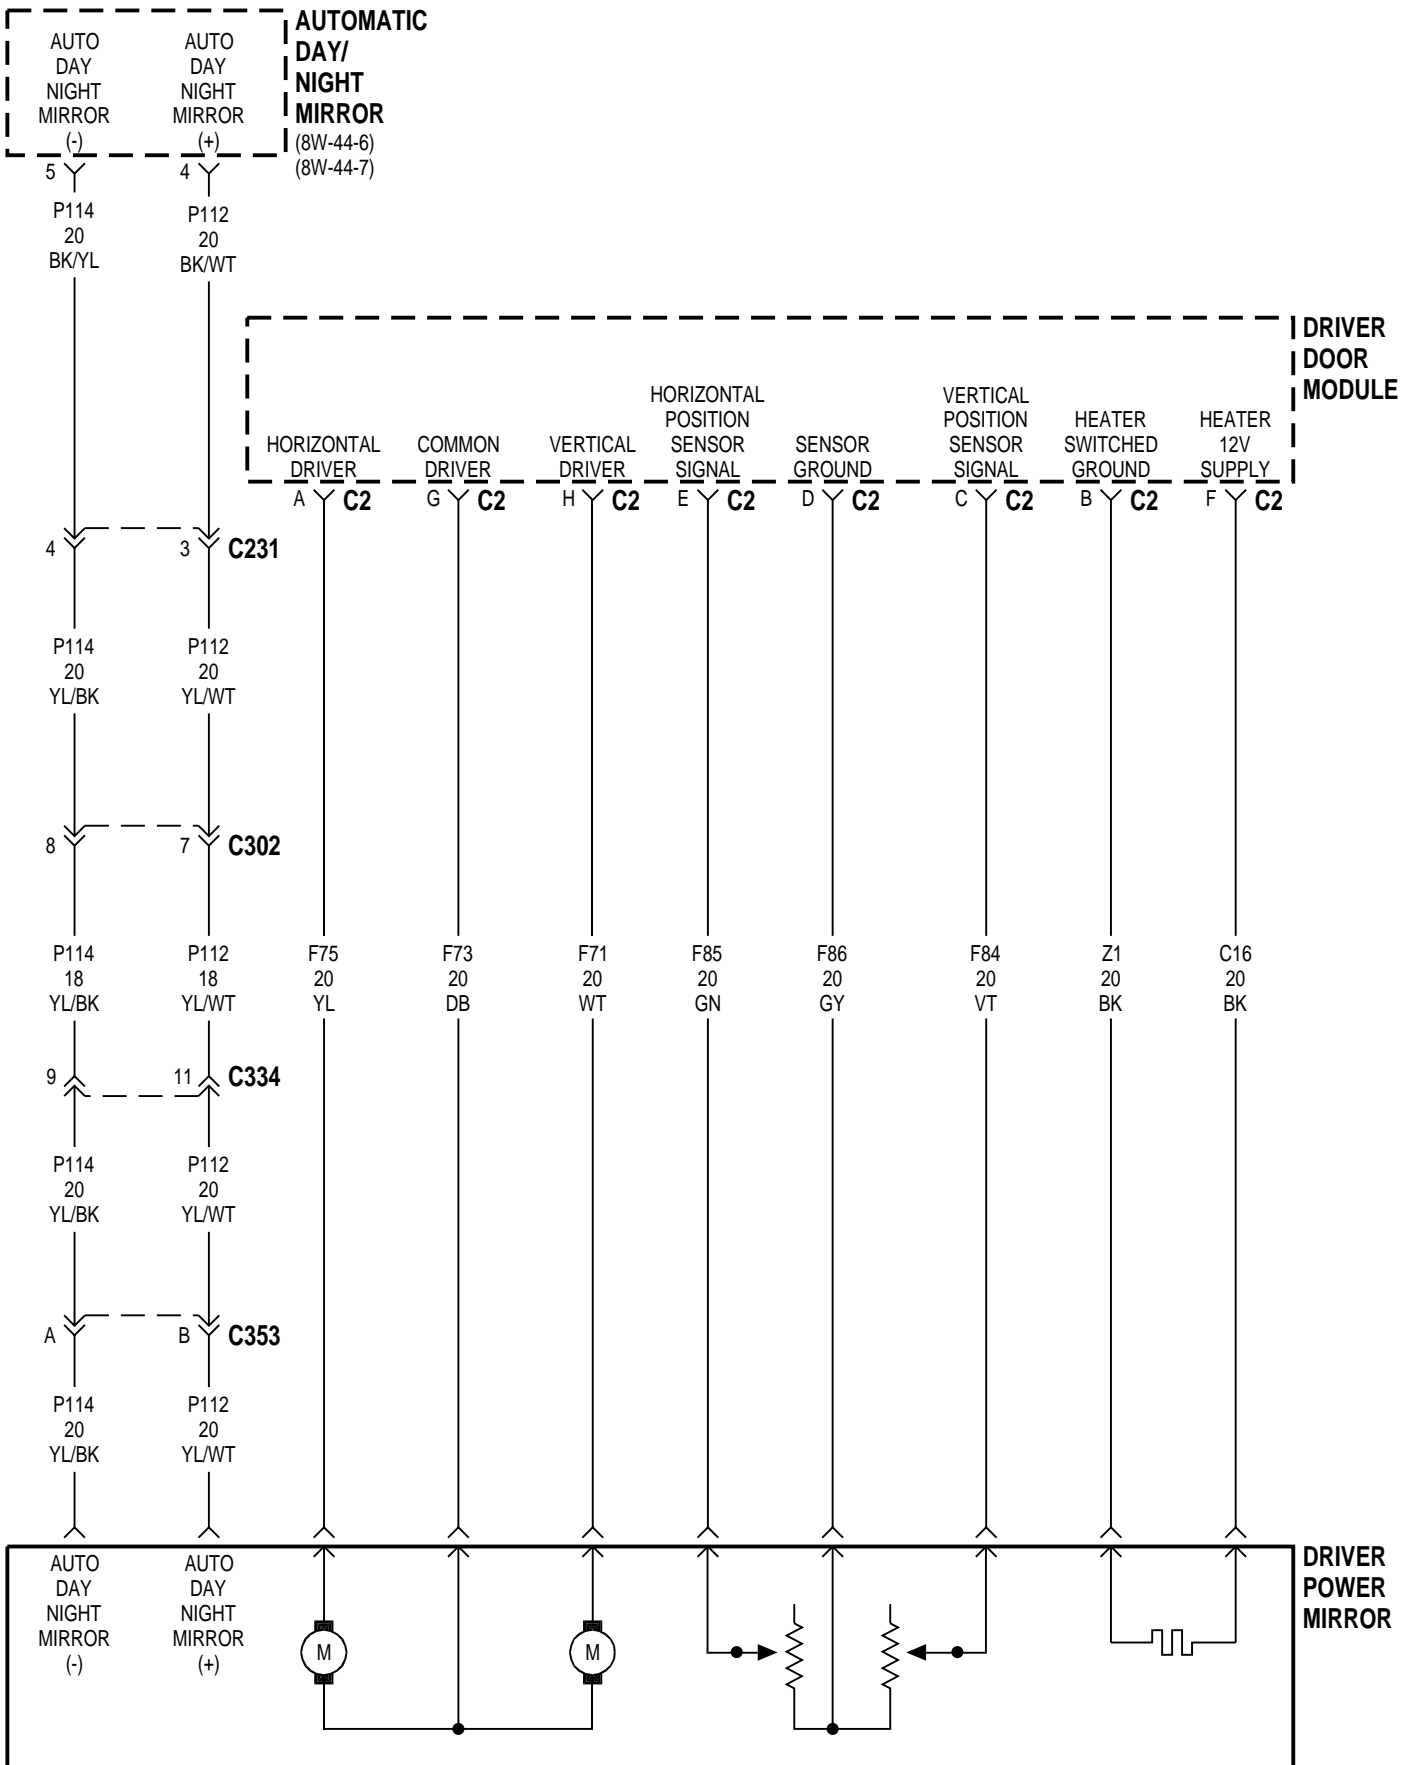 AUTOMATIC
DAY/
NIGHT
MIRROR
(8W-44-6)
(8W-44-7)
AUTO
DAY
NIGHT
MIRROR
(-)
AUTO
DAY
NIGHT
MIRROR
(+)
5
4
P114
20
BK/YL
P112
20
BK/WT
DRIVER
DOOR
MODULE
HORIZONTAL
DRIVER
COMMON
DRIVER
VERTICAL
DRIVER
HORIZONTAL
POSITION
SENSOR
SIGNAL
SENSOR
GROUND
VERTICAL
POSITION
SENSOR
SIGNAL
HEATER
SWITCHED
GROUND
HEATER
12V
SUPPLY
A C2
G C2
H C2
E C2
D C2
C C2
B C2
F C2
4
3 C231
P114
20
YL/BK
P112
20
YL/WT
8
7 C302
P114
18
YL/BK
P112
18
YL/WT
F75
20
YL
F73
20
DB
F71
20
WT
F85
20
GN
F86
20
GY
F84
20
VT
Z1
20
BK
C16
20
BK
9
11 C334
P114
20
YL/BK
P112
20
YL/WT
A
B C353
P114
20
YL/BK
P112
20
YL/WT
AUTO
DAY
NIGHT
MIRROR
(-)
AUTO
DAY
NIGHT
MIRROR
(+)
M
M
DRIVER
POWER
MIRROR